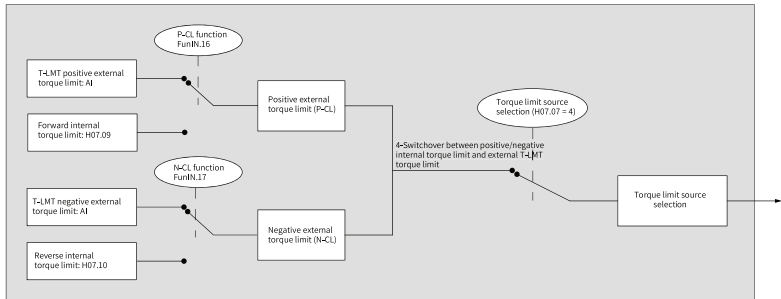 P-CL function
FunIN.16
T-LMT positive external
torque limit: AI
Forward internal
torque limit: H07.09
Positive external
torque limit (P-CL)
Torque limit source
selection (H07.07 = 4)
4-Switchover between positive/negative
internal torque limit and external T-LMT
torque limit
N-CL function
FunIN.17
T-LMT negative external
torque limit: AI
Reverse internal
torque limit: H07.10
Negative external
torque limit (N-CL)
Torque limit source
selection